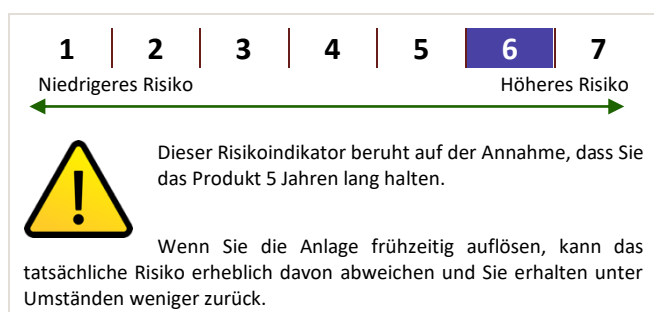 1 2 3 4 5 6 7
Niedrigeres Risiko Höheres Risiko
Dieser Risikoindikator beruht auf der Annahme, dass Sie
das Produkt 5 Jahren lang halten.
Wenn Sie die Anlage frühzeitig auflösen, kann das
tatsächliche Risiko erheblich davon abweichen und Sie erhalten unter
Umständen weniger zurück.